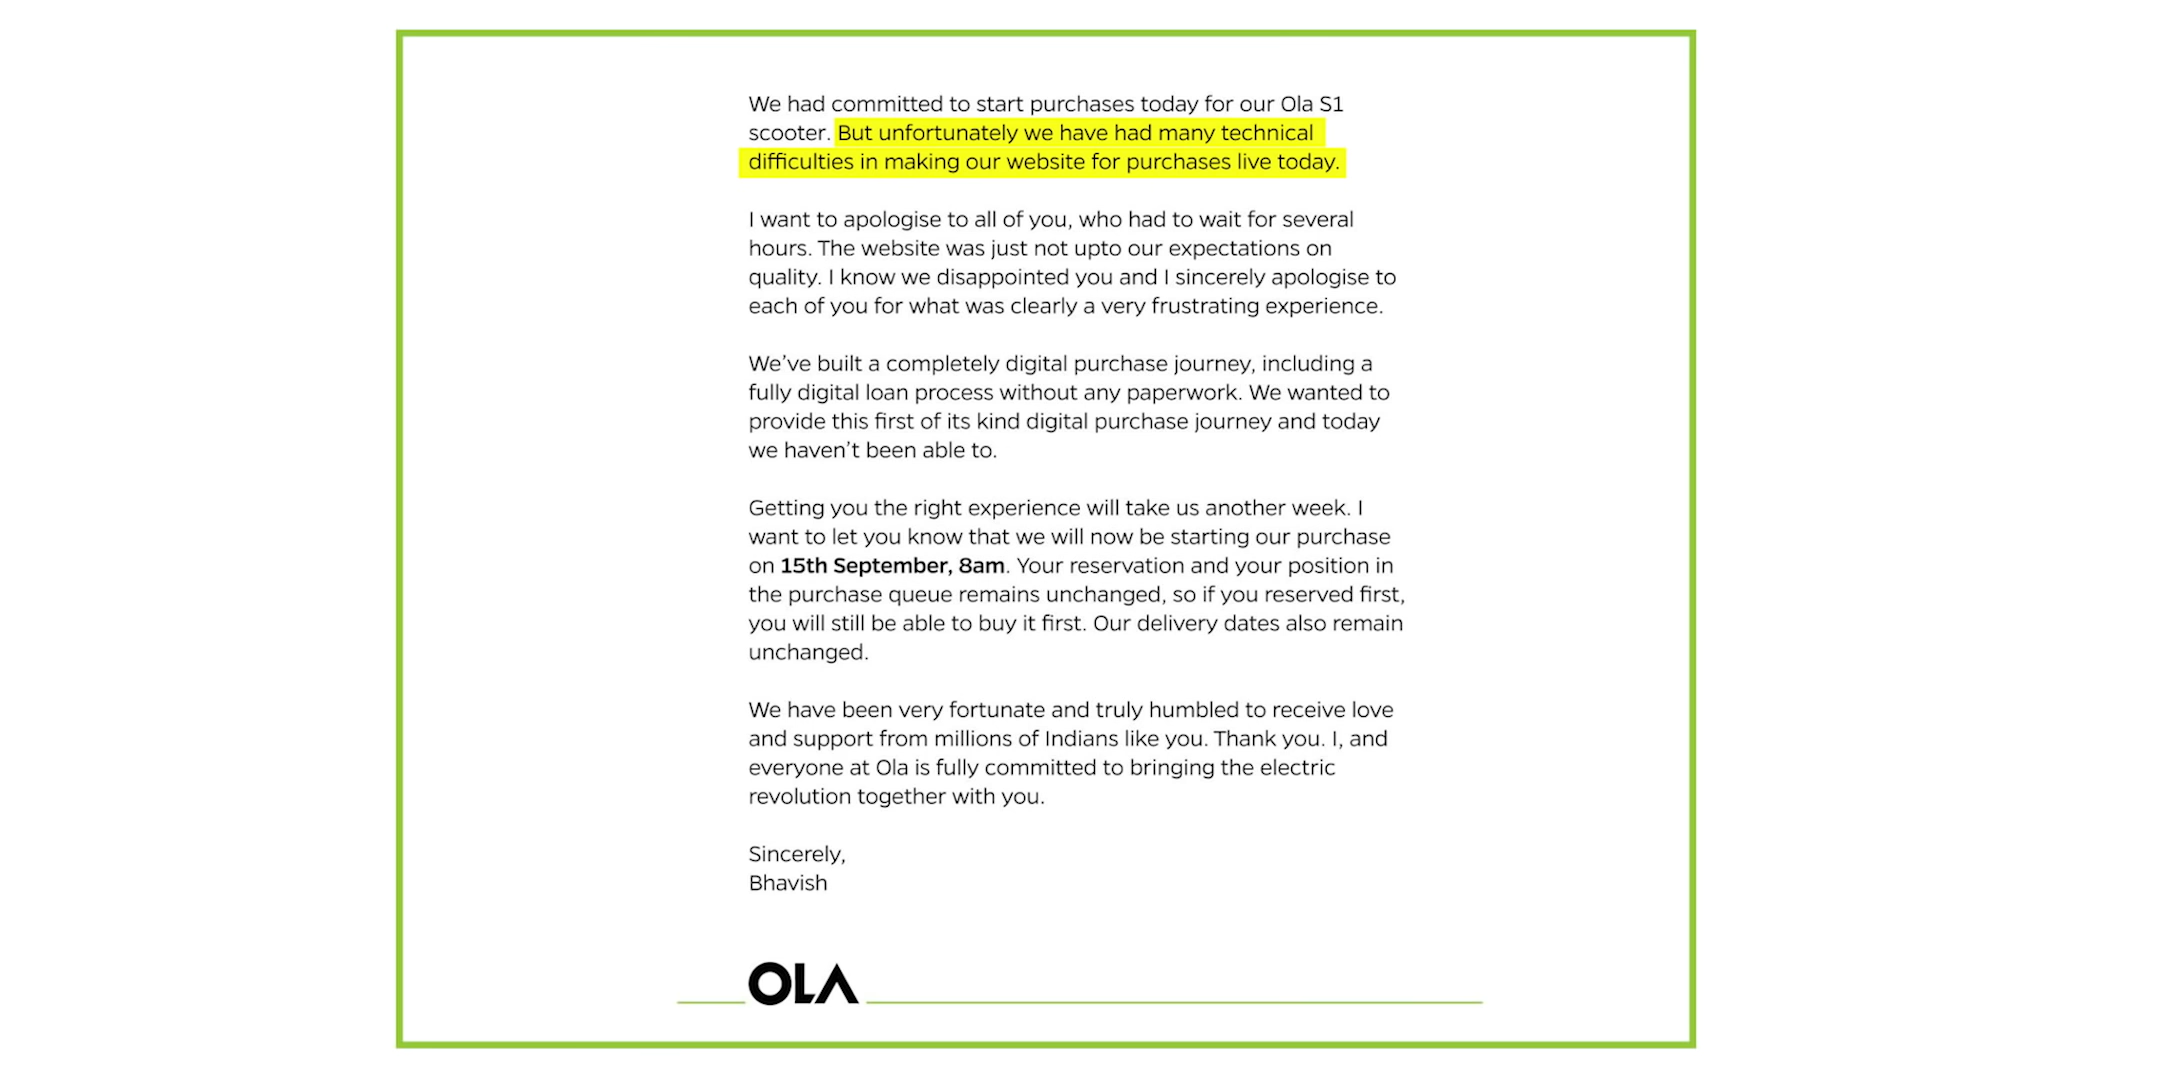 We had committed to start purchases today for our Ola S1
scooter. But unfortunately we have had many technical
difficulties in making our website for purchases live today.
I want to apologise to all of you, who had to wait for several
hours. The website was just not upto our expectations on
quality. I know we disappointed you and I sincerely apologise to
each of you for what was clearly a very frustrating experience.
We've built a completely digital purchase journey, including a
fully digital loan process without any paperwork. We wanted to
provide this first of its kind digital purchase journey and today
we haven't been able to.
Getting you the right experience will take us another week. I
want to let you know that we will now be starting our purchase
on 15th September, 8am. Your reservation and your position in
the purchase queue remains unchanged, so if you reserved first,
you will still be able to buy it first. Our delivery dates also remain
unchanged.
We have been very fortunate and truly humbled to receive love
and support from millions of Indians like you. Thank you. I, and
everyone at Ola is fully committed to bringing the electric
revolution together with you.
Sincerely,
Bhavish
OLA